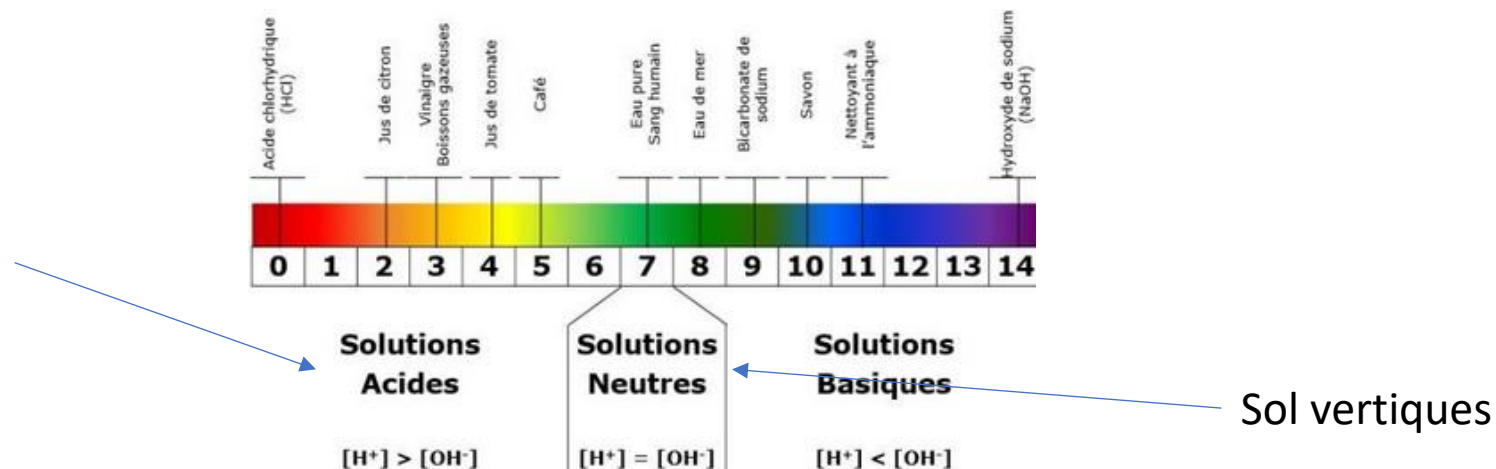 Acide chlorhydrique
(HCl)
Jus de citron
Vinaigre
Boissons gazeuses
Jus de tomate
Café
Eau pure
Sang humain
Eau de mer
Bicarbonate de
sodium
Savon
Nettoyant à
l'ammoniaque
Hydroxyde de sodium
(NaOH)
0 1 2 3 4 5 6 7 8 9 10 11 12 13 14
Solutions
Acides
[H⁺] > [OH⁻]
Solutions
Neutres
[H⁺] = [OH⁻]
Solutions
Basiques
[H⁺] < [OH⁻]
Sol vertiques